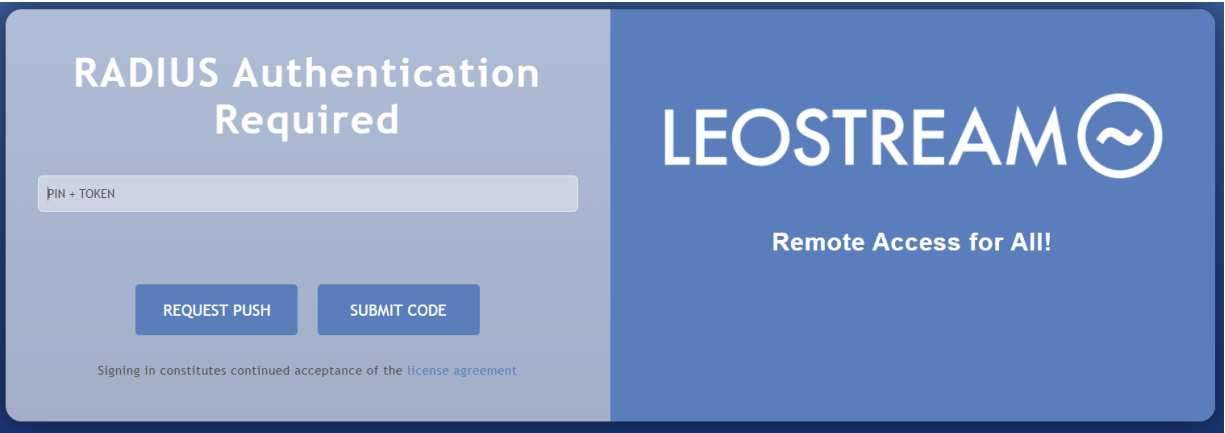 RADIUS Authentication
Required
PIN + TOKEN
REQUEST PUSH
SUBMIT CODE
Signing in constitutes continued acceptance of the license agreement
LEOSTREAM
Remote Access for All!